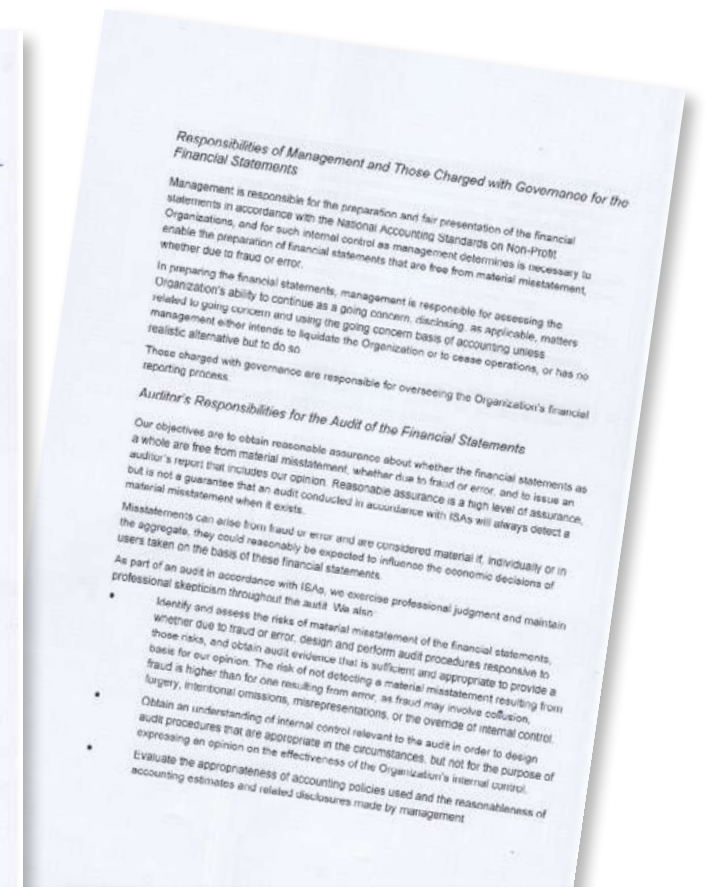 Responsibilities of Management and Those Charged with Governance for the
Financial Statements
Management is responsible for the preparation and fair presentation of the financial
statements in accordance with the National Accounting Standards on Non-Profit
Organizations, and for such internal control as management determines is necessary to
enable the preparation of financial statements that are free from material misstatement,
whether due to fraud or error.
In preparing the financial statements, management is responsible for assessing the
Organization's ability to continue as a going concern, disclosing, as applicable, matters
related to going concern and using the going concern basis of accounting unless
management either intends to liquidate the Organization or to cease operations, or has no
realistic alternative but to do so.
Those charged with governance are responsible for overseeing the Organization's financial
reporting process.
Auditor's Responsibilities for the Audit of the Financial Statements
Our objectives are to obtain reasonable assurance about whether the financial statements as
a whole are free from material misstatement, whether due to fraud or error, and to issue an
auditor's report that includes our opinion. Reasonable assurance is a high level of assurance,
but is not a guarantee that an audit conducted in accordance with ISAs will always detect a
material misstatement when it exists.
Misstatements can arise from fraud or error and are considered material if, individually or in
the aggregate, they could reasonably be expected to influence the economic decisions of
users taken on the basis of these financial statements.
As part of an audit in accordance with ISAs, we exercise professional judgment and maintain
professional skepticism throughout the audit. We also:
• Identify and assess the risks of material misstatement of the financial statements,
whether due to fraud or error, design and perform audit procedures responsive to
those risks, and obtain audit evidence that is sufficient and appropriate to provide a
basis for our opinion. The risk of not detecting a material misstatement resulting from
fraud is higher than for one resulting from error, as fraud may involve collusion,
forgery, intentional omissions, misrepresentations, or the override of internal control.
• Obtain an understanding of internal control relevant to the audit in order to design
audit procedures that are appropriate in the circumstances, but not for the purpose of
expressing an opinion on the effectiveness of the Organization's internal control.
• Evaluate the appropriateness of accounting policies used and the reasonableness of
accounting estimates and related disclosures made by management